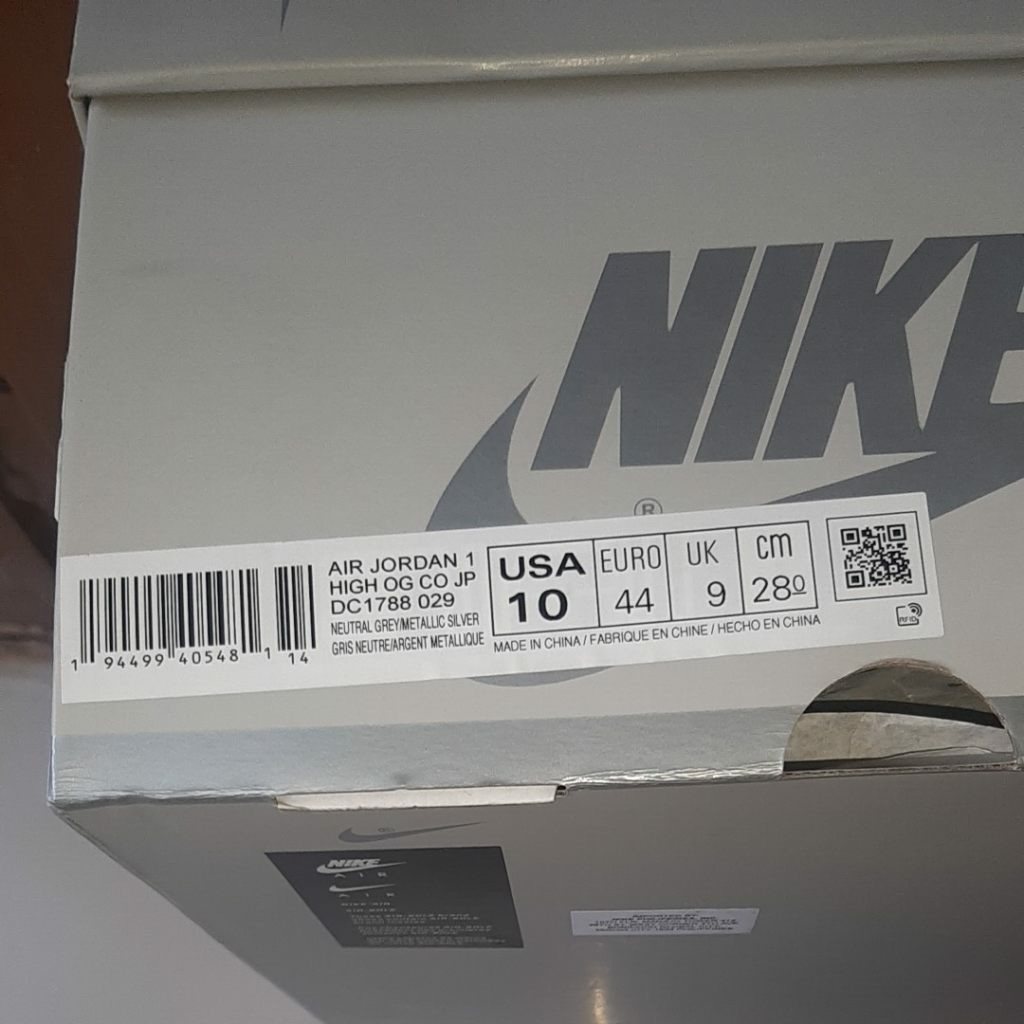 NIKE
®
AIR JORDAN 1
HIGH OG CO JP
DC1788 029
NEUTRAL GREY/METALLIC SILVER
GRIS NEUTRE/ARGENT METALLIQUE
1 94499 40548 1 14
USA EURO UK cm
10 44 9 28.0
RFID
MADE IN CHINA / FABRIQUE EN CHINE / HECHO EN CHINA
NIKE
AIR
AIR